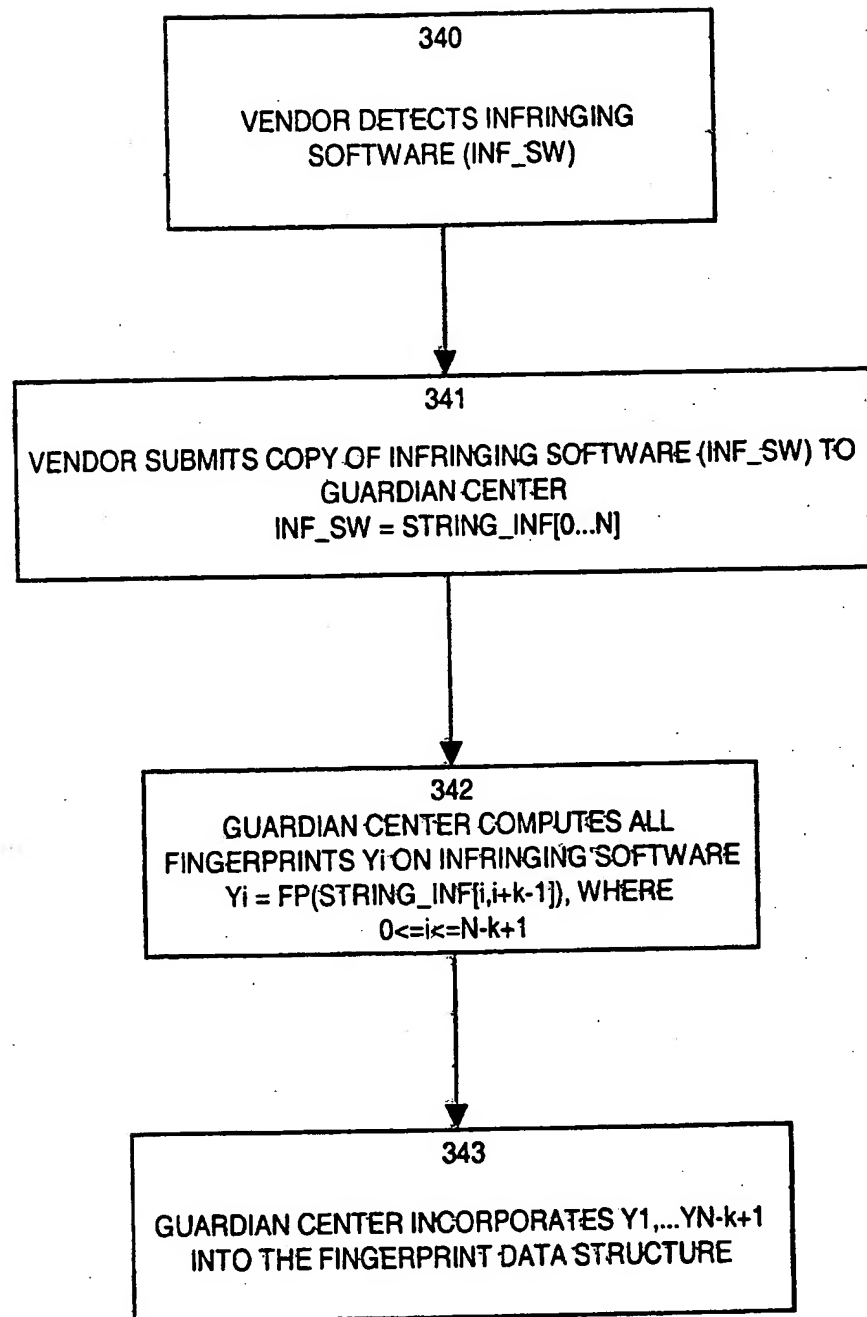 340
VENDOR DETECTS INFRINGING
SOFTWARE (INF_SW)
341
VENDOR SUBMITS COPY OF INFRINGING SOFTWARE (INF_SW) TO
GUARDIAN CENTER
INF_SW = STRING_INF[0...N]
342
GUARDIAN CENTER COMPUTES ALL
FINGERPRINTS Yi ON INFRINGING SOFTWARE
Yi = FP(STRING_INF[i,i+k-1]), WHERE
0<=i<=N-k+1
343
GUARDIAN CENTER INCORPORATES Y1,...YN-k+1
INTO THE FINGERPRINT DATA STRUCTURE